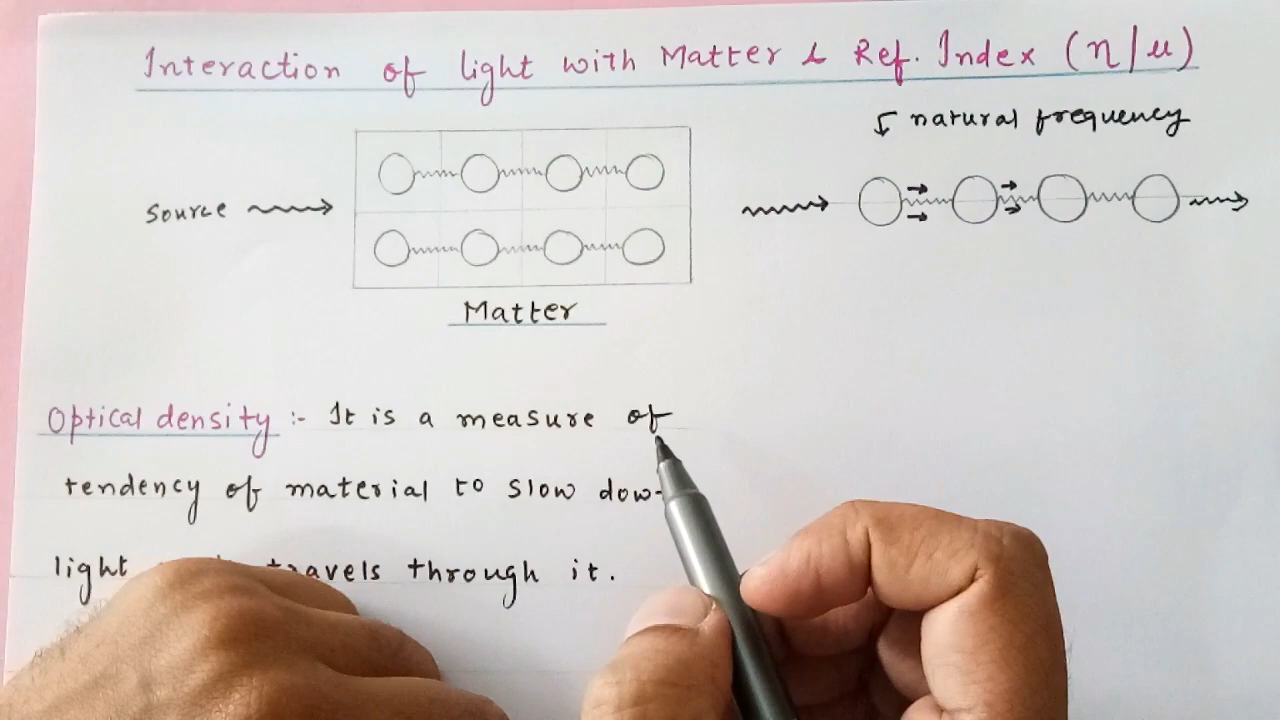 Interaction of light with Matter & Ref. Index (η/μ)
natural frequency
source
Matter
Optical density :- It is a measure of
tendency of material to slow dow
light travels through it.